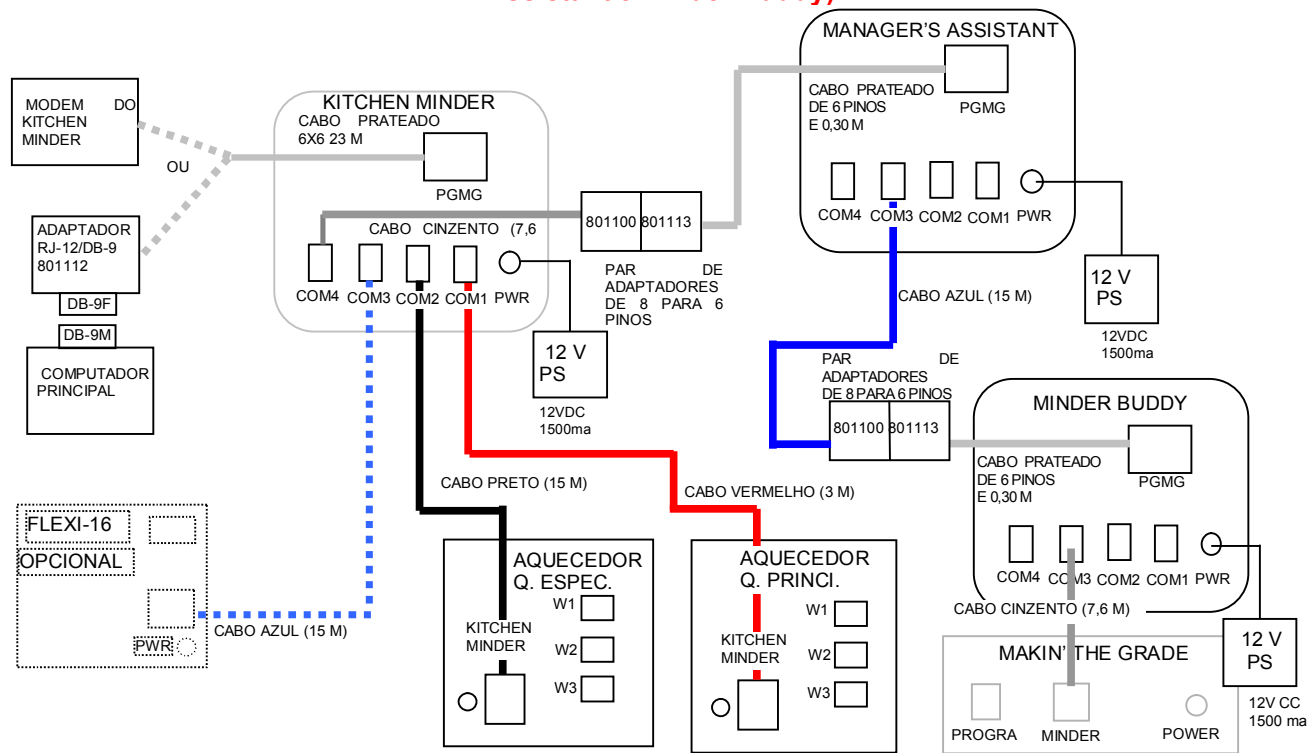 MANAGER'S ASSISTANT
CABO PRATEADO
DE 6 PINOS
E 0,30 M
PGMG
COM4 COM3 COM2 COM1 PWR
12 V
PS
12VDC
1500ma
CABO AZUL (15 M)
MODEM DO
KITCHEN
MINDER
OU
ADAPTADOR
RJ-12/DB-9
801112
DB-9F
DB-9M
COMPUTADOR
PRINCIPAL
KITCHEN MINDER
CABO PRATEADO
6X6 23 M
PGMG
CABO CINZENTO (7,6
COM4 COM3 COM2 COM1 PWR
801100 801113
PAR DE
ADAPTADORES
DE 8 PARA 6
PINOS
12 V
PS
12VDC
1500ma
PAR DE
ADAPTADORES
DE 8 PARA 6 PINOS
801100 801113
MINDER BUDDY
CABO PRATEADO
DE 6 PINOS
E 0,30 M
PGMG
COM4 COM3 COM2 COM1 PWR
CABO CINZENTO (7,6 M)
12 V
PS
12V CC
1500 ma
MAKIN' THE GRADE
PROGRA MINDER POWER
FLEXI-16
OPCIONAL
PWR
CABO AZUL (15 M)
CABO PRETO (15 M)
CABO VERMELHO (3 M)
AQUECEDOR
Q. ESPEC.
W1
KITCHEN
MINDER
W2
W3
AQUECEDOR
Q. PRINCI.
W1
KITCHEN
MINDER
W2
W3